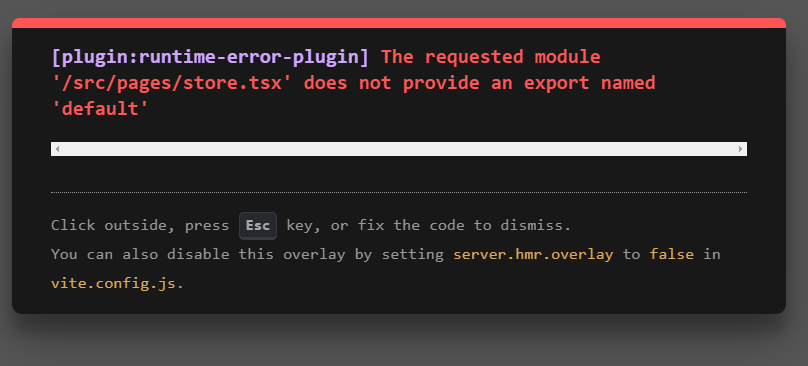 [plugin:runtime-error-plugin] The requested module
'/src/pages/store.tsx' does not provide an export named
'default'
Click outside, press Esc key, or fix the code to dismiss.
You can also disable this overlay by setting server.hmr.overlay to false in
vite.config.js.